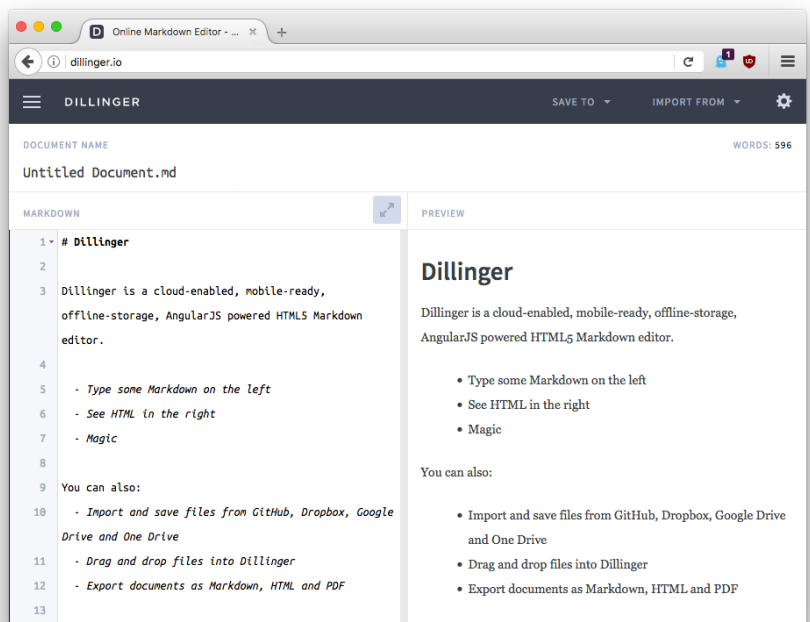 Online Markdown Editor - ...
dillinger.io
1
DILLINGER
SAVE TO
IMPORT FROM
DOCUMENT NAME
WORDS: 596
Untitled Document.md
MARKDOWN
PREVIEW
1 # Dillinger
2
3 Dillinger is a cloud-enabled, mobile-ready,
offline-storage, AngularJS powered HTML5 Markdown
editor.
4
5 - Type some Markdown on the left
6 - See HTML in the right
7 - Magic
8
9 You can also:
10 - Import and save files from GitHub, Dropbox, Google
Drive and One Drive
11 - Drag and drop files into Dillinger
12 - Export documents as Markdown, HTML and PDF
13
Dillinger
Dillinger is a cloud-enabled, mobile-ready, offline-storage,
AngularJS powered HTML5 Markdown editor.
• Type some Markdown on the left
• See HTML in the right
• Magic
You can also:
• Import and save files from GitHub, Dropbox, Google Drive
and One Drive
• Drag and drop files into Dillinger
• Export documents as Markdown, HTML and PDF